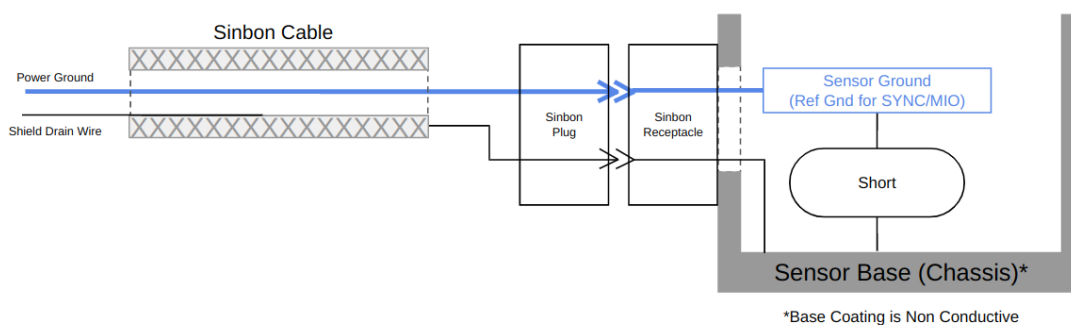 Sinbon Cable
Power Ground
Shield Drain Wire
Sinbon
Plug
Sinbon
Receptacle
Sensor Ground
(Ref Gnd for SYNC/MIO)
Short
Sensor Base (Chassis)*
*Base Coating is Non Conductive